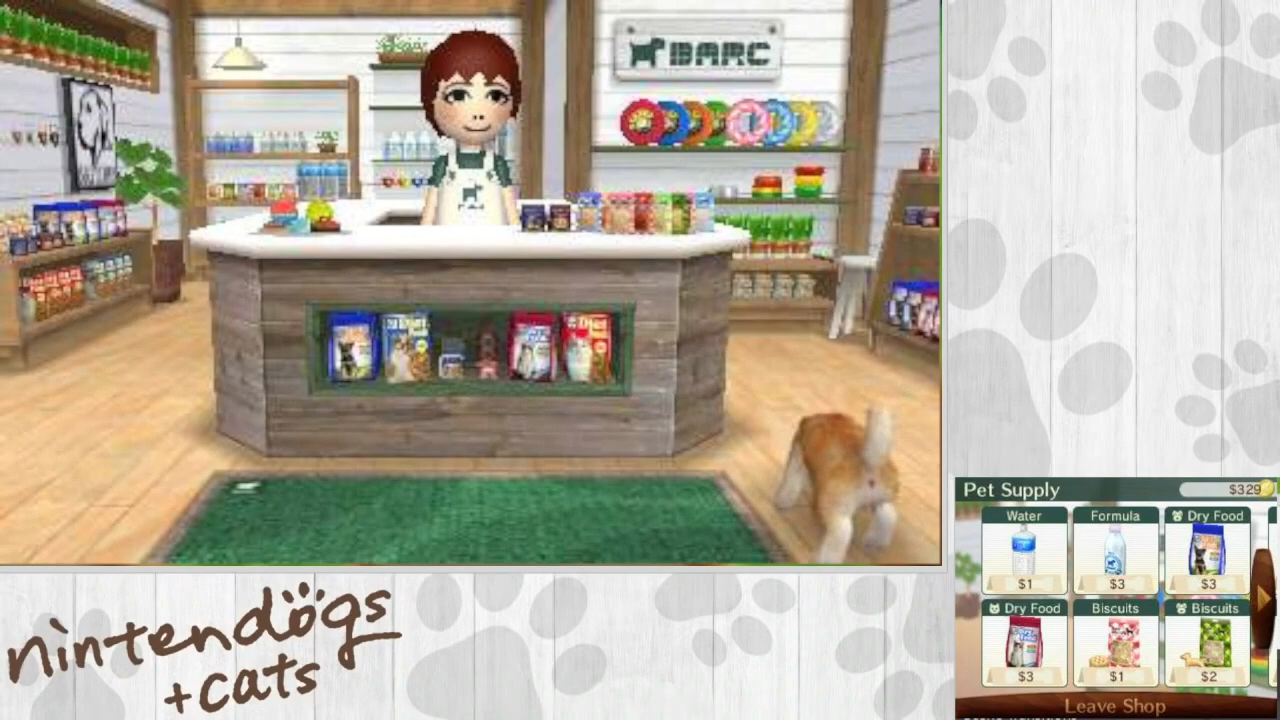 BARC
Diet
Pet Supply
$329
Water
Formula
Dry Food
$1
$3
$3
Dry Food
Biscuits
Biscuits
$3
$1
$2
Leave Shop
nintendogs
+cats